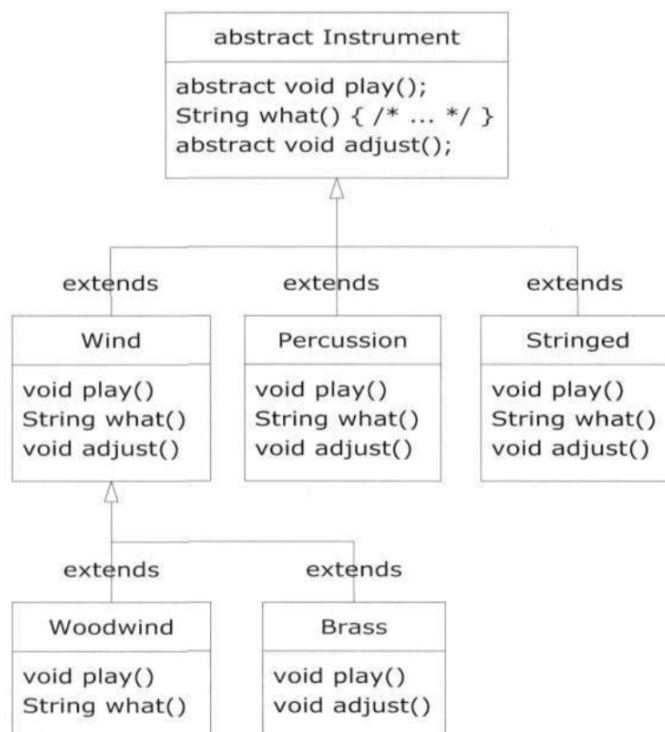 abstract Instrument
abstract void play();
String what() { /* ... */ }
abstract void adjust();
extends
extends
extends
Wind
void play()
String what()
void adjust()
Percussion
void play()
String what()
void adjust()
Stringed
void play()
String what()
void adjust()
extends
extends
Woodwind
void play()
String what()
Brass
void play()
void adjust()